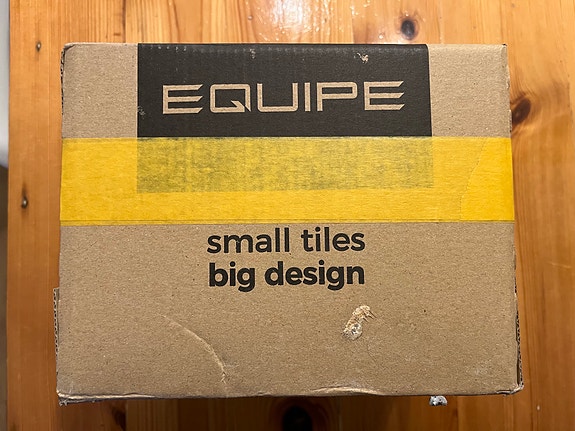 EQUIPE
small tiles
big design